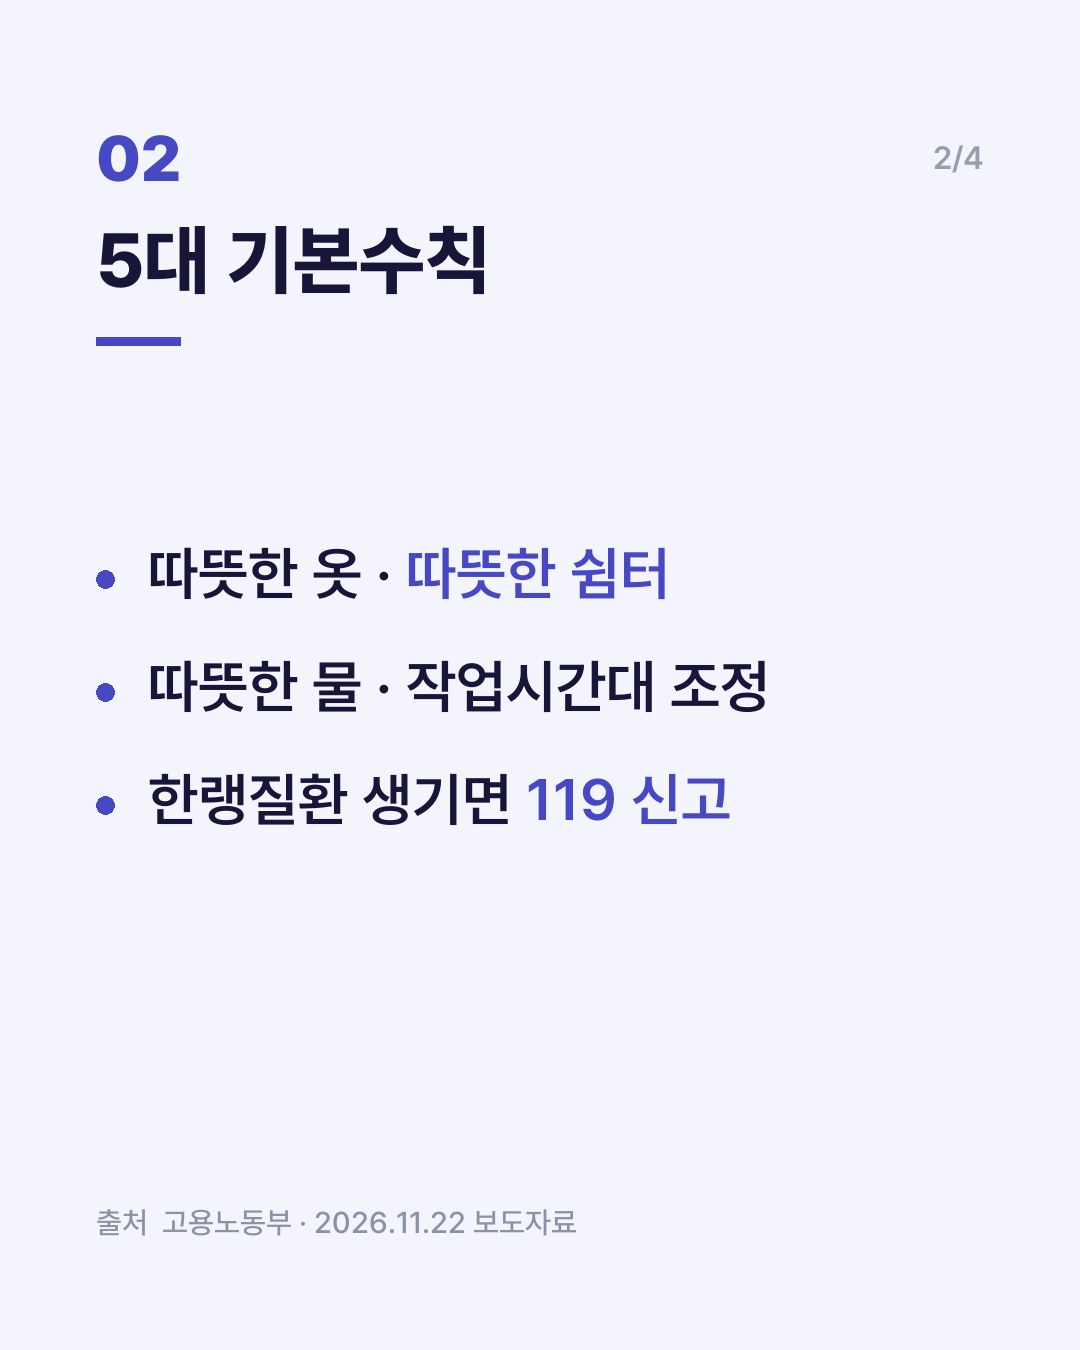 02
2/4
5대 기본수칙
따뜻한 옷 · 따뜻한 쉼터
따뜻한 물 · 작업시간대 조정
한랭질환 생기면 119 신고
출처 고용노동부 · 2026.11.22 보도자료